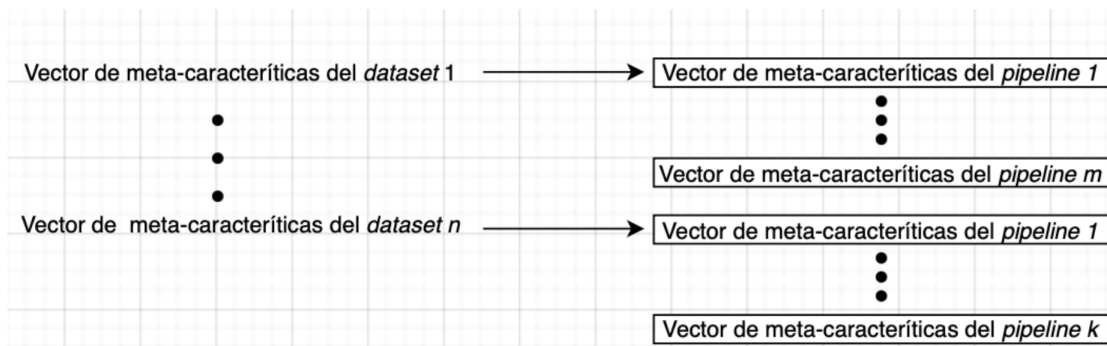 Vector de meta-caracteríticas del dataset 1
Vector de meta-caracteríticas del pipeline 1
Vector de meta-caracteríticas del pipeline m
Vector de meta-caracteríticas del dataset n
Vector de meta-caracteríticas del pipeline 1
Vector de meta-caracteríticas del pipeline k